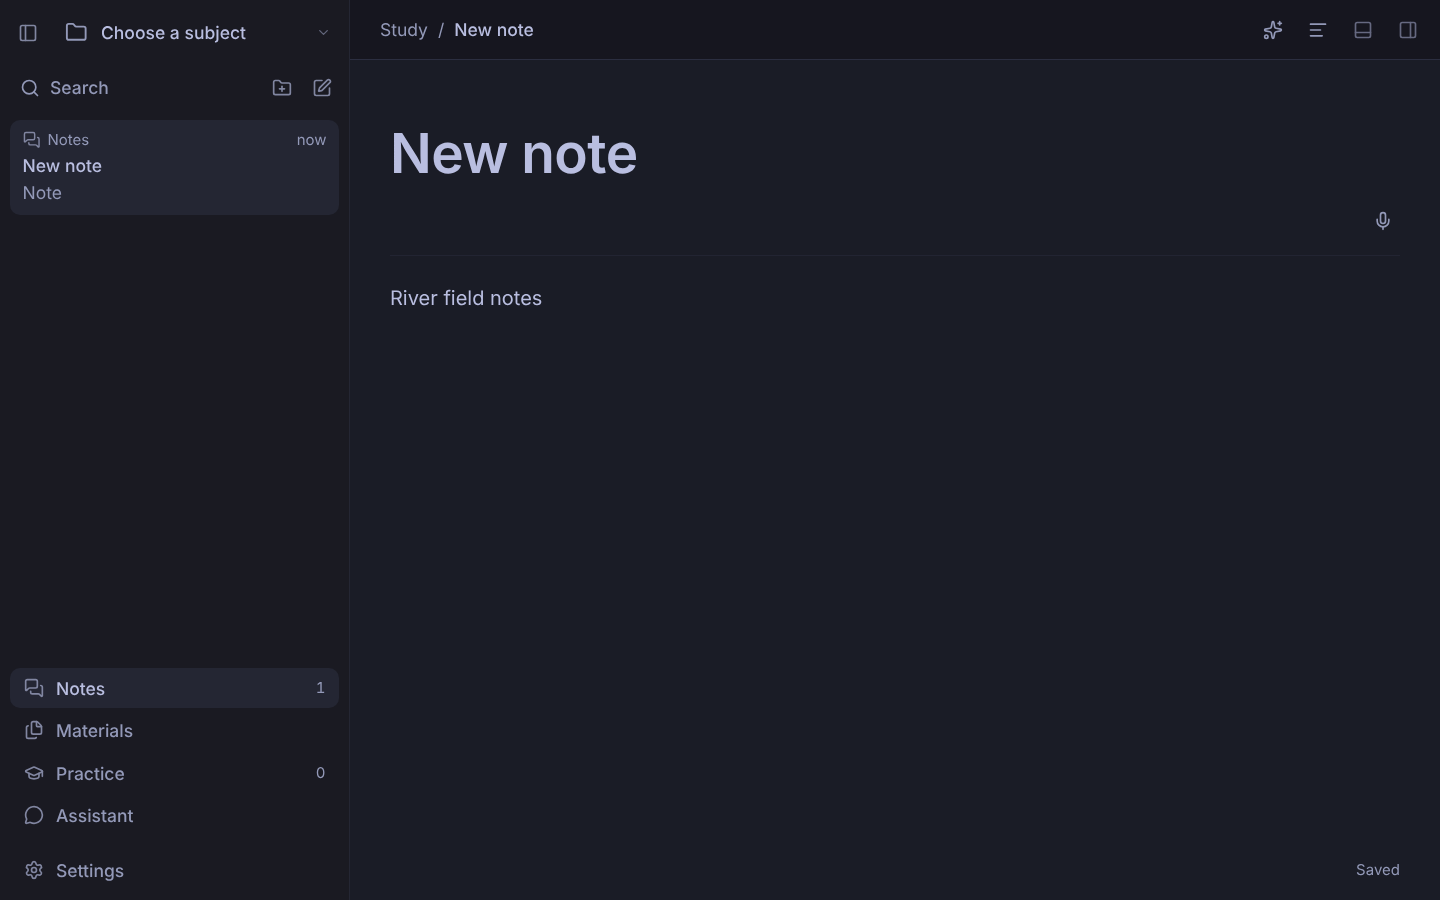 Choose a subject
Search
Notes now
New note
Note
Notes 1
Materials
Practice 0
Assistant
Settings
Study / New note
New note
River field notes
Saved